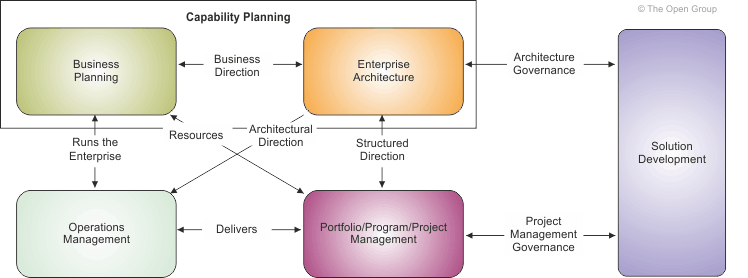 © The Open Group
Capability Planning
Business
Planning
Business
Direction
Enterprise
Architecture
Architecture
Governance
Runs the
Enterprise
Resources
Architectural
Direction
Structured
Direction
Solution
Development
Operations
Management
Delivers
Portfolio/Program/Project
Management
Project
Management
Governance